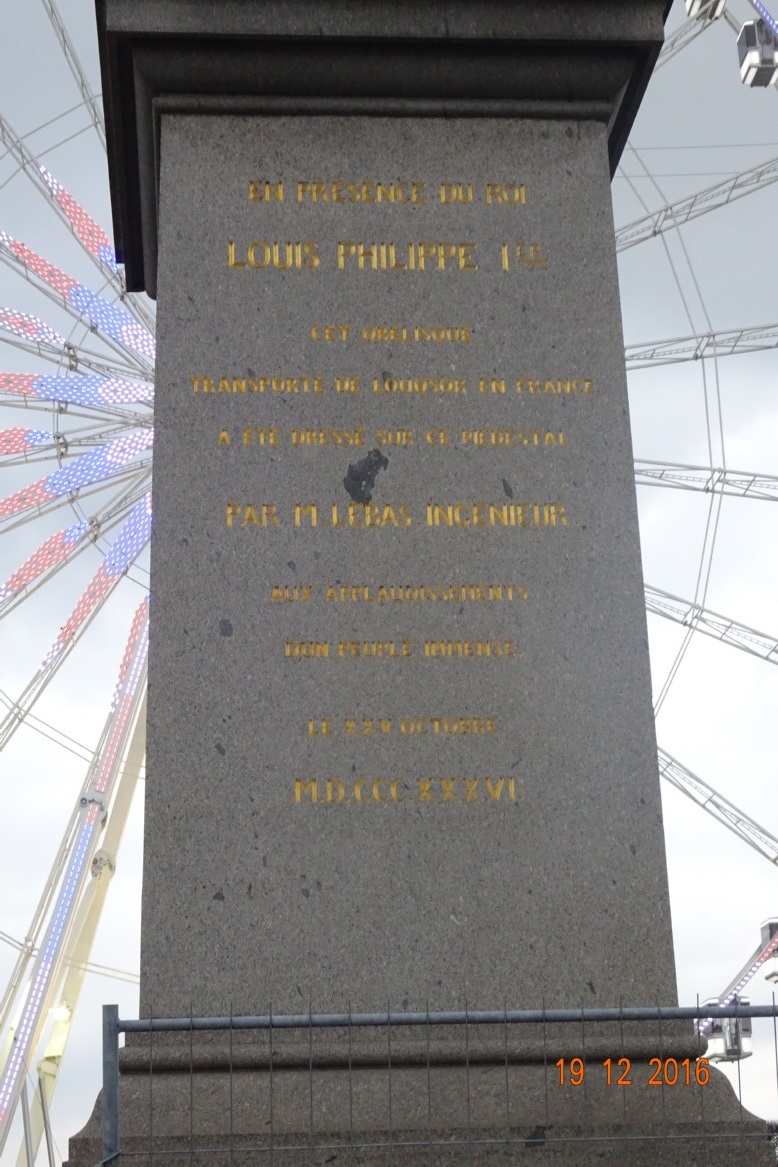 EN PRÉSENCE DU ROI
LOUIS PHILIPPE IER
CET OBÉLISQUE
TRANSPORTÉ DE LOUQSOR EN FRANCE
A ÉTÉ DRESSÉ SUR CE PIÉDESTAL
PAR M LEBAS INGÉNIEUR
AUX APPLAUDISSEMENTS
D'UN PEUPLE IMMENSE.
LE XXV OCTOBRE
M.D.CCC.XXXVI.
19 12 2016